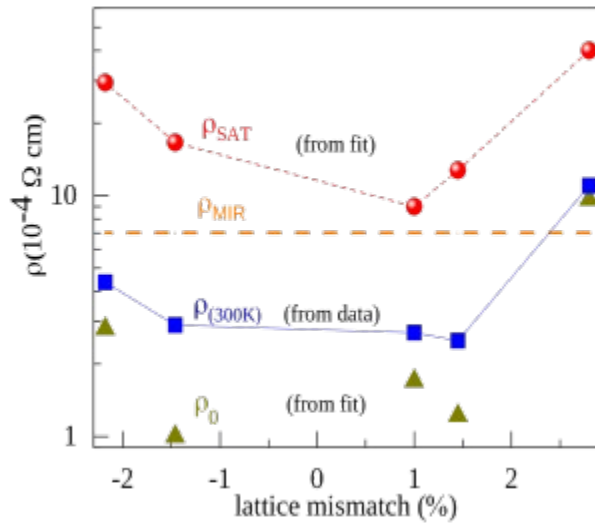 ρ(10⁻⁴ Ω cm)
10
1
ρSAT (from fit)
ρMIR
ρ(300K) (from data)
ρ0 (from fit)
-2 -1 0 1 2
lattice mismatch (%)